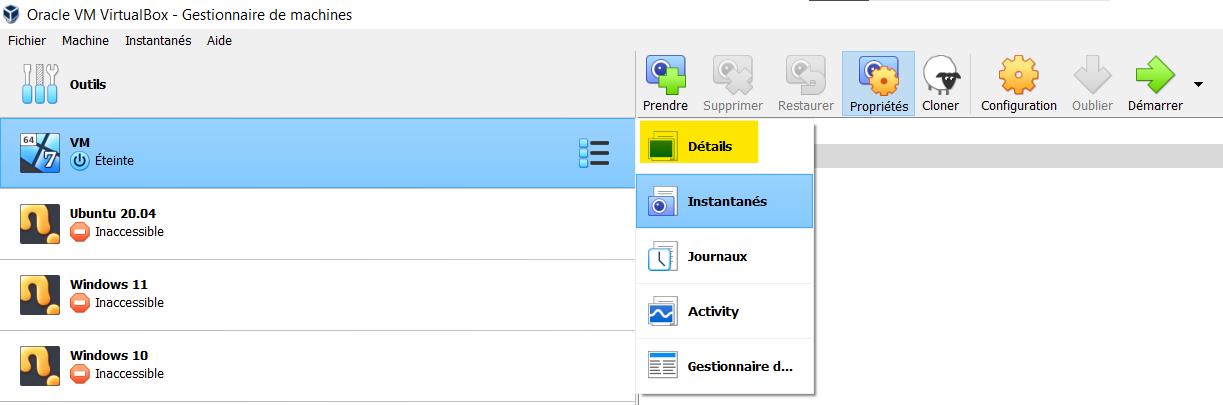 Oracle VM VirtualBox - Gestionnaire de machines
Fichier Machine Instantanés Aide
Outils
Prendre Supprimer Restaurer Propriétés Cloner Configuration Oublier Démarrer
64
7
VM
Éteinte
Détails
Instantanés
Ubuntu 20.04
Inaccessible
Journaux
Windows 11
Inaccessible
Activity
Windows 10
Inaccessible
Gestionnaire d...